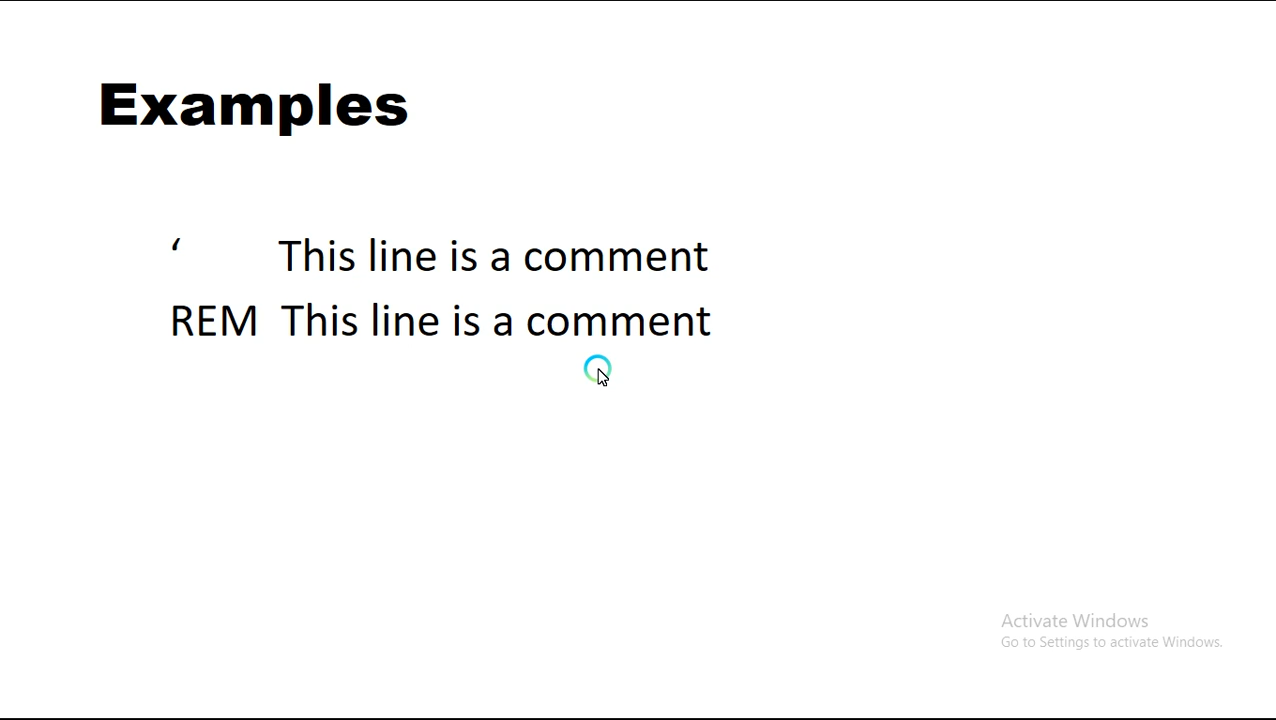 Examples
‘ This line is a comment
REM This line is a comment
Activate Windows
Go to Settings to activate Windows.